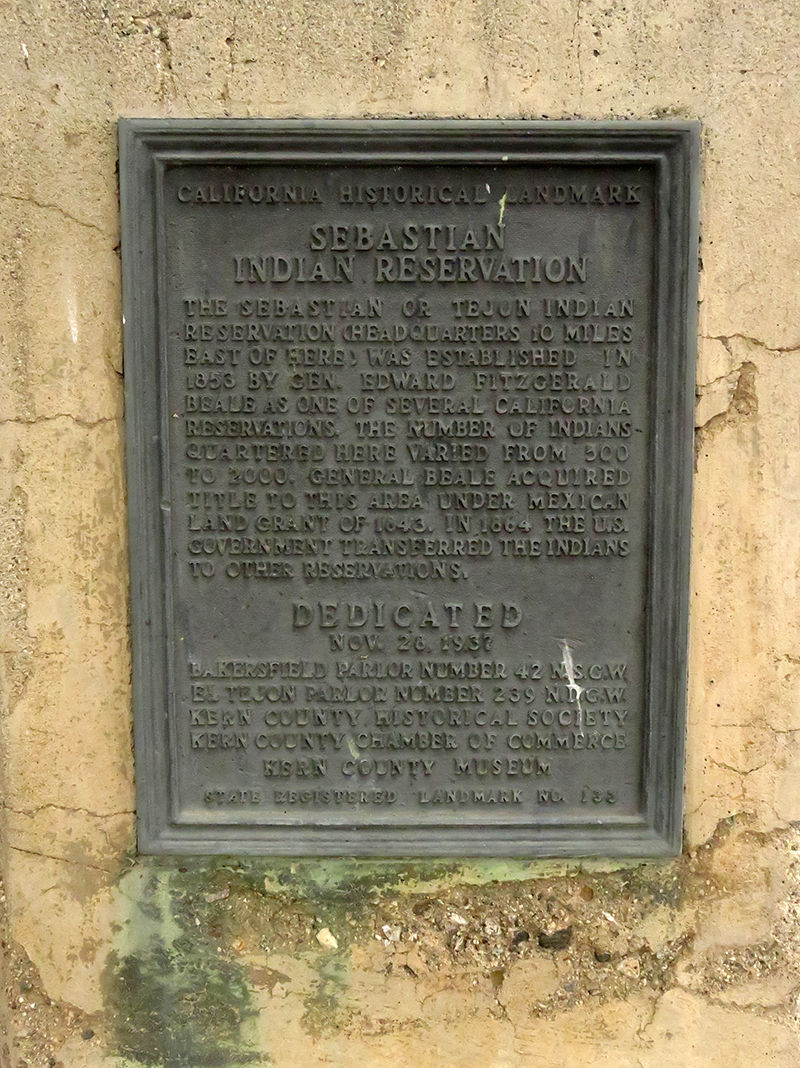 CALIFORNIA HISTORICAL LANDMARK
SEBASTIAN
INDIAN RESERVATION
THE SEBASTIAN OR TEJON INDIAN
RESERVATION (HEADQUARTERS 10 MILES
EAST OF HERE) WAS ESTABLISHED IN
1853 BY GEN. EDWARD FITZGERALD
BEALE AS ONE OF SEVERAL CALIFORNIA
RESERVATIONS. THE NUMBER OF INDIANS
QUARTERED HERE VARIED FROM 500
TO 2000. GENERAL BEALE ACQUIRED
TITLE TO THIS AREA UNDER MEXICAN
LAND GRANT OF 1843. IN 1864 THE U.S.
GOVERNMENT TRANSFERRED THE INDIANS
TO OTHER RESERVATIONS.
DEDICATED
NOV. 28, 1937
BAKERSFIELD PARLOR NUMBER 42 N.S.G.W.
EL TEJON PARLOR NUMBER 239 N.D.G.W.
KERN COUNTY HISTORICAL SOCIETY
KERN COUNTY CHAMBER OF COMMERCE
KERN COUNTY MUSEUM
STATE REGISTERED LANDMARK NO. 133